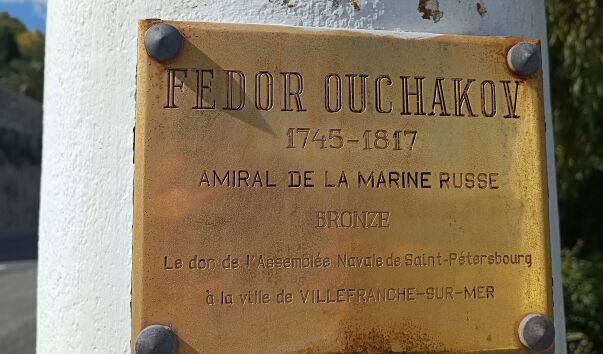 FEDOR OUCHAKOV
1745-1817
AMIRAL DE LA MARINE RUSSE
BRONZE
Le don de l'Assemblée Navale de Saint-Pétersbourg
à la ville de VILLEFRANCHE-SUR-MER